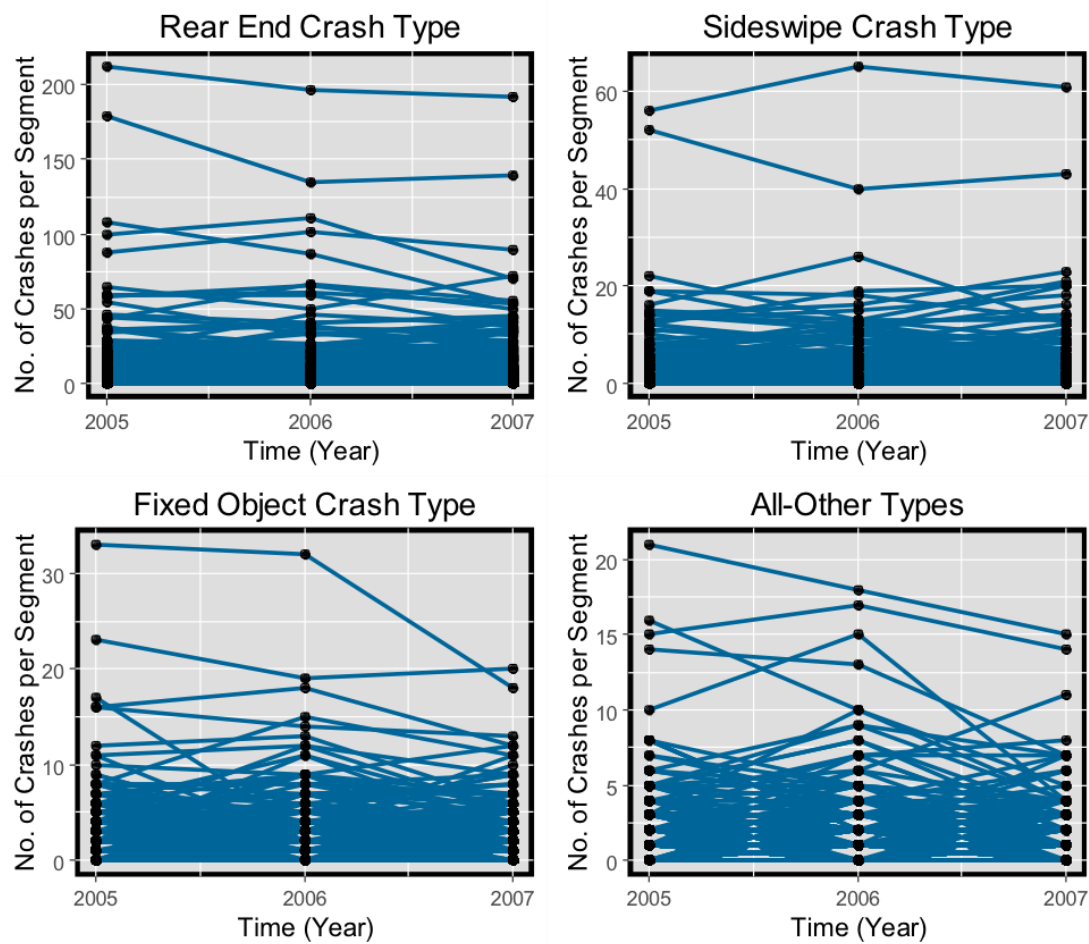 Rear End Crash Type
No. of Crashes per Segment
200
150
100
50
0
2005 2006 2007
Time (Year)
Sideswipe Crash Type
No. of Crashes per Segment
60
40
20
0
2005 2006 2007
Time (Year)
Fixed Object Crash Type
No. of Crashes per Segment
30
20
10
0
2005 2006 2007
Time (Year)
All-Other Types
No. of Crashes per Segment
20
15
10
5
0
2005 2006 2007
Time (Year)